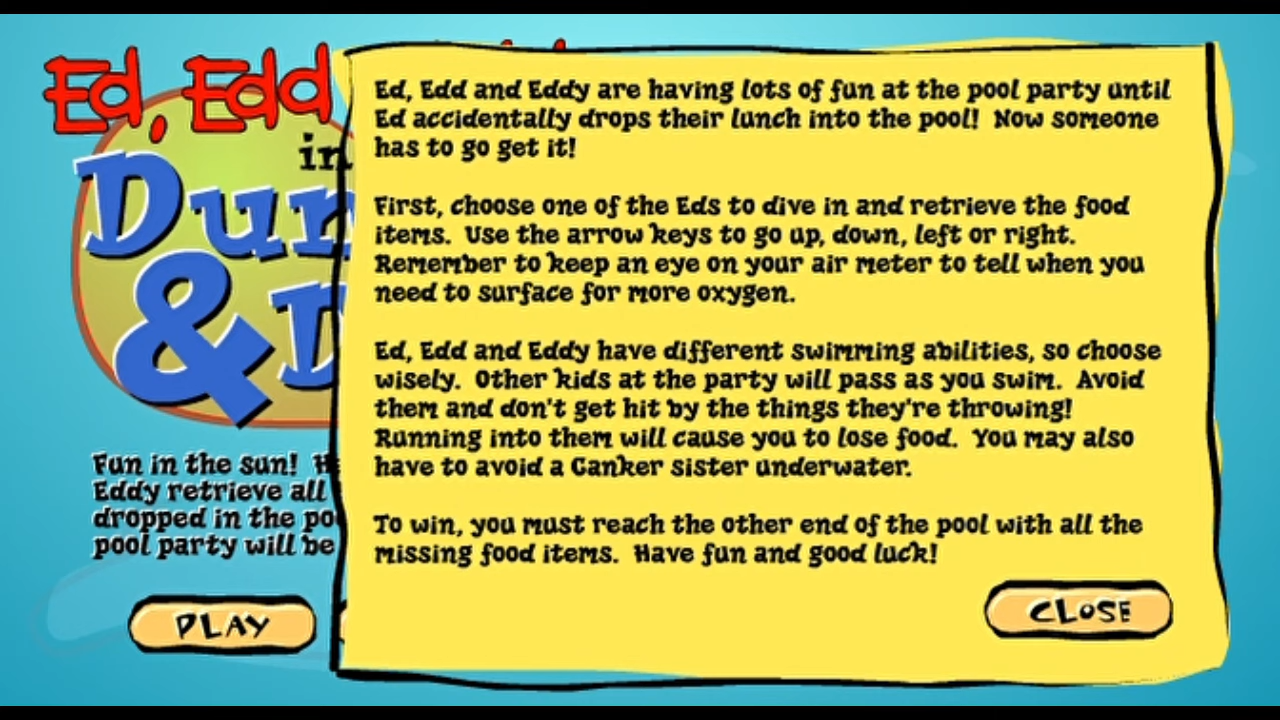 Ed, Edd
in
Dun
& D
Ed, Edd and Eddy are having lots of fun at the pool party until
Ed accidentally drops their lunch into the pool! Now someone
has to go get it!
First, choose one of the Eds to dive in and retrieve the food
items. Use the arrow keys to go up, down, left or right.
Remember to keep an eye on your air meter to tell when you
need to surface for more oxygen.
Ed, Edd and Eddy have different swimming abilities, so choose
wisely. Other kids at the party will pass as you swim. Avoid
them and don't get hit by the things they're throwing!
Running into them will cause you to lose food. You may also
have to avoid a Canker sister underwater.
To win, you must reach the other end of the pool with all the
missing food items. Have fun and good luck!
Fun in the sun!
Eddy retrieve all
dropped in the
pool party will be
PLAY
CLOSE